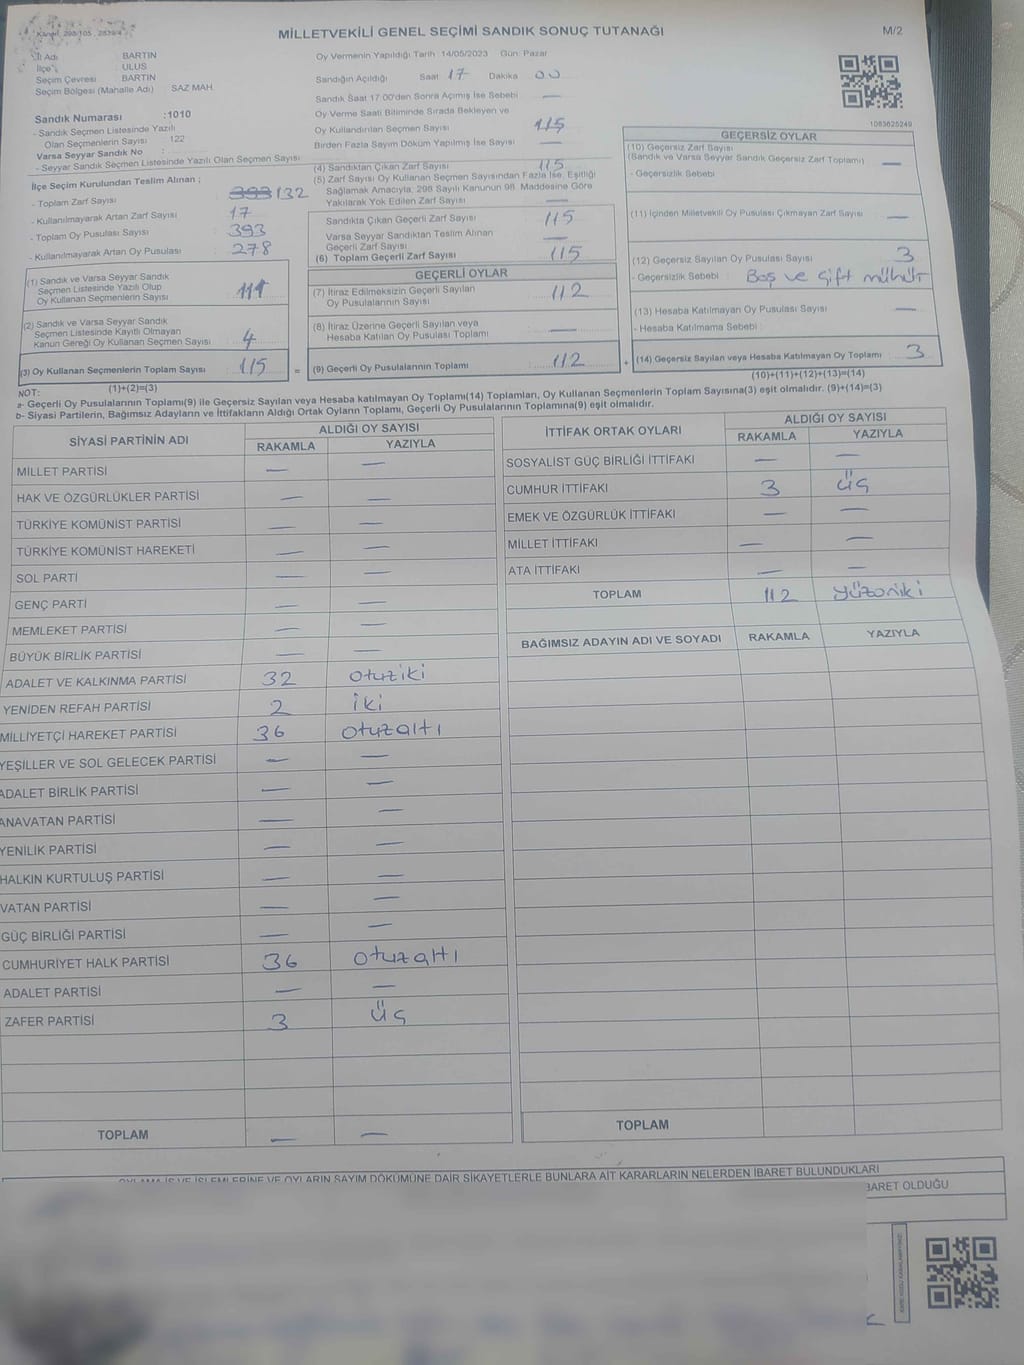 MİLLETVEKİLİ GENEL SEÇİMİ SANDIK SONUÇ TUTANAĞI
M/2
İl Adı : BARTIN
İlçe : ULUS
Seçim Çevresi : BARTIN
Seçim Bölgesi (Mahalle Adı) : SAZ MAH.
Sandık Numarası :1010
- Sandık Seçmen Listesinde Yazılı
Olan Seçmenlerin Sayısı : 122
Varsa Seyyar Sandık No :
- Seyyar Sandık Seçmen Listesinde Yazılı Olan Seçmen Sayısı
İlçe Seçim Kurulundan Teslim Alınan ;
- Toplam Zarf Sayısı : 393 132
- Kullanılmayarak Artan Zarf Sayısı : 17
- Toplam Oy Pusulası Sayısı : 393
- Kullanılmayarak Artan Oy Pusulası : 278
(1) Sandık ve Varsa Seyyar Sandık
Seçmen Listesinde Yazılı Olup
Oy Kullanan Seçmenlerin Sayısı : 111
(2) Sandık ve Varsa Seyyar Sandık
Seçmen Listesinde Kayıtlı Olmayan
Kanun Gereği Oy Kullanan Seçmen Sayısı : 4
(3) Oy Kullanan Seçmenlerin Toplam Sayısı : 115
(1)+(2)=(3)
Oy Vermenin Yapıldığı Tarih 14/05/2023 Gün: Pazar
Sandığın Açıldığı Saat 17 Dakika 00
Sandık Saat 17:00'den Sonra Açımış İse Sebebi —
Oy Verme Saati Bitiminde Sırada Bekleyen ve
Oy Kullandırılan Seçmen Sayısı 115
Birden Fazla Sayım Döküm Yapılmış İse Sayısı —
(4) Sandıktan Çıkan Zarf Sayısı 115
(5) Zarf Sayısı Oy Kullanan Seçmen Sayısından Fazla İse, Eşitliği
Sağlamak Amacıyla, 298 Sayılı Kanunun 98. Maddesine Göre
Yakılarak Yok Edilen Zarf Sayısı —
Sandıkta Çıkan Geçerli Zarf Sayısı : 115
Varsa Seyyar Sandıktan Teslim Alınan
Geçerli Zarf Sayısı : —
(6) Toplam Geçerli Zarf Sayısı : 115
GEÇERLİ OYLAR
(7) İtiraz Edilmeksizin Geçerli Sayılan
Oy Pusulalarının Sayısı : 112
(8) İtiraz Üzerine Geçerli Sayılan veya
Hesaba Katılan Oy Pusulası Toplamı : —
= (9) Geçerli Oy Pusulalarının Toplamı : 112
1083625249
GEÇERSİZ OYLAR
(10) Geçersiz Zarf Sayısı
(Sandık ve Varsa Seyyar Sandık Geçersiz Zarf Toplamı) : —
- Geçersizlik Sebebi
(11) İçinden Milletvekili Oy Pusulası Çıkmayan Zarf Sayısı : —
(12) Geçersiz Sayılan Oy Pusulası Sayısı : 3
- Geçersizlik Sebebi : Boş ve çift mühür
(13) Hesaba Katılmayan Oy Pusulası Sayısı : —
- Hesaba Katılmama Sebebi :
+ (14) Geçersiz Sayılan veya Hesaba Katılmayan Oy Toplamı : 3
(10)+(11)+(12)+(13)=(14)
NOT:
a- Geçerli Oy Pusulalarının Toplamı(9) ile Geçersiz Sayılan veya Hesaba katılmayan Oy Toplamı(14) Toplamları, Oy Kullanan Seçmenlerin Toplam Sayısına(3) eşit olmalıdır. (9)+(14)=(3)
b- Siyasi Partilerin, Bağımsız Adayların ve İttifakların Aldığı Ortak Oyların Toplamı, Geçerli Oy Pusulalarının Toplamına(9) eşit olmalıdır.
SİYASİ PARTİNİN ADI
ALDIĞI OY SAYISI
RAKAMLA YAZIYLA
MİLLET PARTİSİ — —
HAK VE ÖZGÜRLÜKLER PARTİSİ — —
TÜRKİYE KOMÜNİST PARTİSİ — —
TÜRKİYE KOMÜNİST HAREKETİ — —
SOL PARTİ — —
GENÇ PARTİ — —
MEMLEKET PARTİSİ — —
BÜYÜK BİRLİK PARTİSİ — —
ADALET VE KALKINMA PARTİSİ 32 otuziki
YENİDEN REFAH PARTİSİ 2 iki
MİLLİYETÇİ HAREKET PARTİSİ 36 otuzaltı
YEŞİLLER VE SOL GELECEK PARTİSİ — —
ADALET BİRLİK PARTİSİ — —
ANAVATAN PARTİSİ — —
YENİLİK PARTİSİ — —
HALKIN KURTULUŞ PARTİSİ — —
VATAN PARTİSİ — —
GÜÇ BİRLİĞİ PARTİSİ — —
CUMHURİYET HALK PARTİSİ 36 otuzaltı
ADALET PARTİSİ — —
ZAFER PARTİSİ 3 üç
TOPLAM — —
İTTİFAK ORTAK OYLARI
ALDIĞI OY SAYISI
RAKAMLA YAZIYLA
SOSYALİST GÜÇ BİRLİĞİ İTTİFAKI — —
CUMHUR İTTİFAKI 3 üç
EMEK VE ÖZGÜRLÜK İTTİFAKI — —
MİLLET İTTİFAKI — —
ATA İTTİFAKI — —
TOPLAM 112 yüzoniki
BAĞIMSIZ ADAYIN ADI VE SOYADI RAKAMLA YAZIYLA
TOPLAM
OYLAMA İŞ VE İŞLEMLERİNE VE OYLARIN SAYIM DÖKÜMÜNE DAİR ŞİKAYETLERLE BUNLARA AİT KARARLARIN NELERDEN İBARET BULUNDUKLARI
BARET OLDUĞU